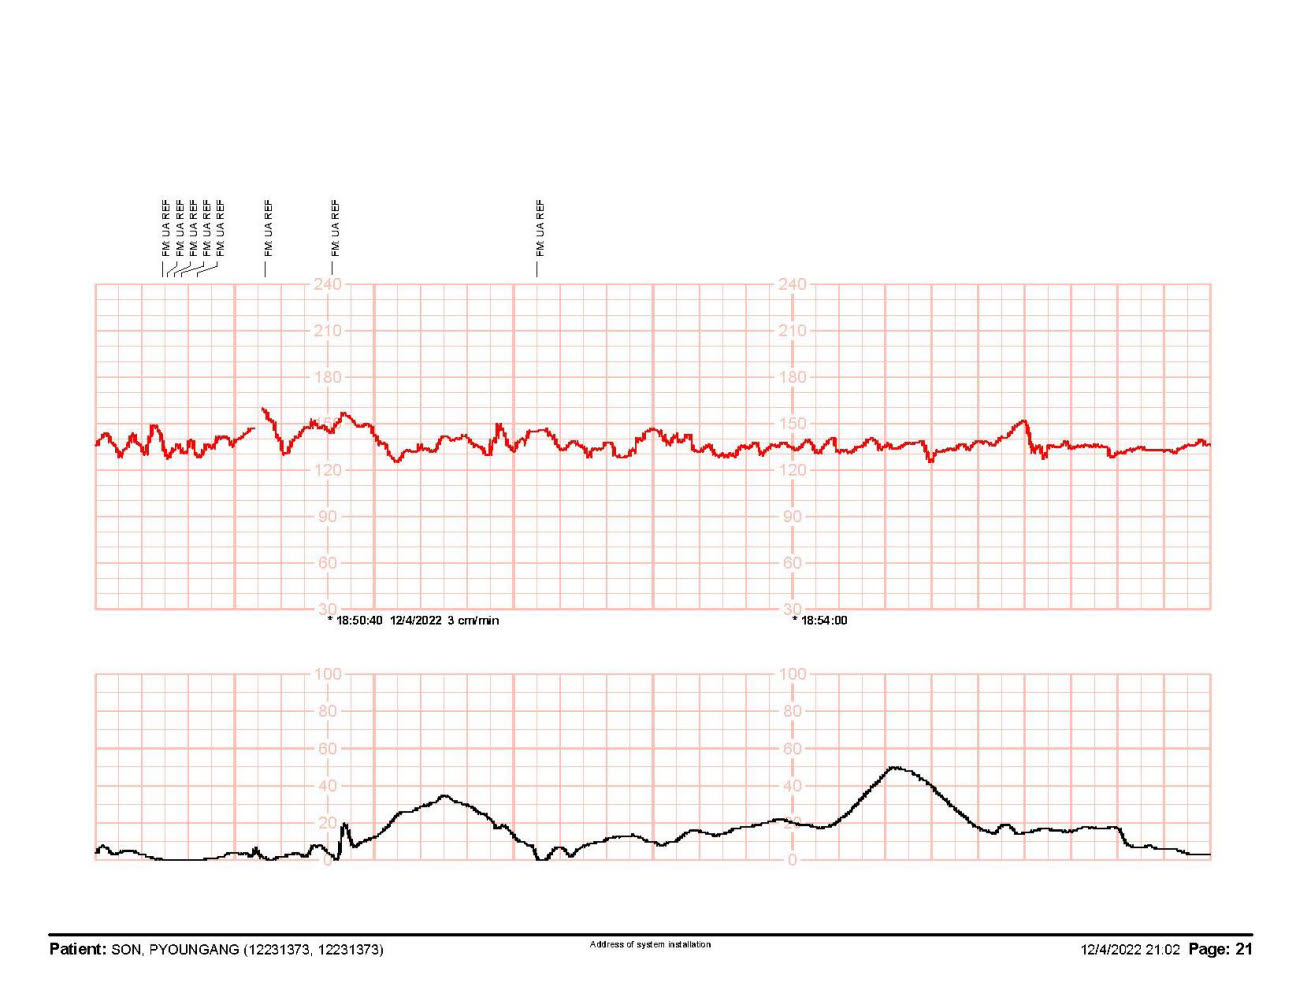 FM: UA REF
FM: UA REF
FM: UA REF
FM: UA REF
FM: UA REF
FM: UA REF
FM: UA REF
FM: UA REF
240 240
210 210
180 180
150 150
120 120
90 90
60 60
30 30
* 18:50:40 12/4/2022 3 cm/min * 18:54:00
100 100
80 80
60 60
40 40
20 20
0 0
Patient: SON, PYOUNGANG (12231373, 12231373) Address of system installation 12/4/2022 21:02 Page: 21